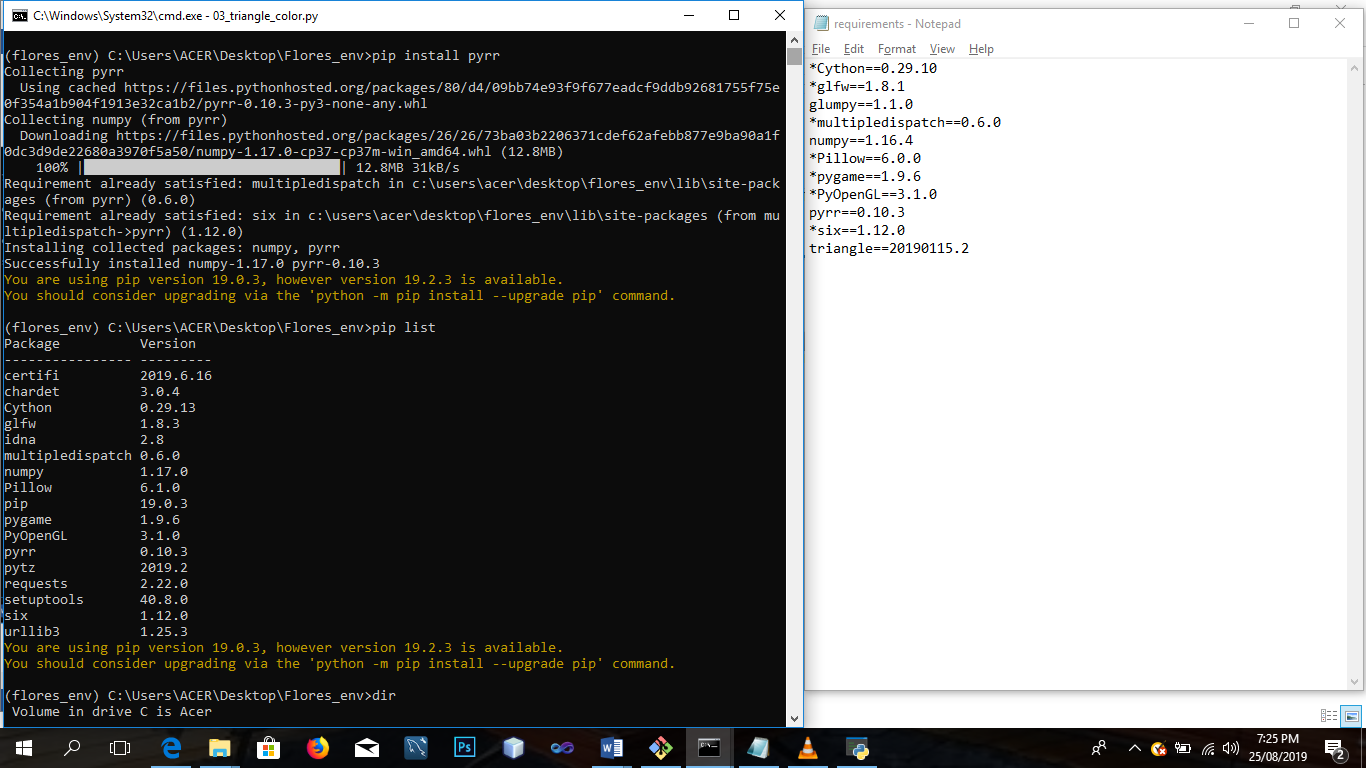 C:\Windows\System32\cmd.exe - 03_triangle_color.py
(flores_env) C:\Users\ACER\Desktop\Flores_env>pip install pyrr
Collecting pyrr
  Using cached https://files.pythonhosted.org/packages/80/d4/09bb74e93f9f677eadcf9ddb92681755f75e
0f354a1b904f1913e32ca1b2/pyrr-0.10.3-py3-none-any.whl
Collecting numpy (from pyrr)
  Downloading https://files.pythonhosted.org/packages/26/26/73ba03b2206371cdef62afebb877e9ba90a1f
0dc3d9de22680a3970f5a50/numpy-1.17.0-cp37-cp37m-win_amd64.whl (12.8MB)
    100% || 12.8MB 31kB/s
Requirement already satisfied: multipledispatch in c:\users\acer\desktop\flores_env\lib\site-pack
ages (from pyrr) (0.6.0)
Requirement already satisfied: six in c:\users\acer\desktop\flores_env\lib\site-packages (from mu
ltipledispatch->pyrr) (1.12.0)
Installing collected packages: numpy, pyrr
Successfully installed numpy-1.17.0 pyrr-0.10.3
You are using pip version 19.0.3, however version 19.2.3 is available.
You should consider upgrading via the 'python -m pip install --upgrade pip' command.
(flores_env) C:\Users\ACER\Desktop\Flores_env>pip list
Package          Version
---------------- ---------
certifi          2019.6.16
chardet          3.0.4
Cython           0.29.13
glfw             1.8.3
idna             2.8
multipledispatch 0.6.0
numpy            1.17.0
Pillow           6.1.0
pip              19.0.3
pygame           1.9.6
PyOpenGL         3.1.0
pyrr             0.10.3
pytz             2019.2
requests         2.22.0
setuptools       40.8.0
six              1.12.0
urllib3          1.25.3
You are using pip version 19.0.3, however version 19.2.3 is available.
You should consider upgrading via the 'python -m pip install --upgrade pip' command.
(flores_env) C:\Users\ACER\Desktop\Flores_env>dir
 Volume in drive C is Acer
requirements - Notepad
File Edit Format View Help
*Cython==0.29.10
*glfw==1.8.1
glumpy==1.1.0
*multipledispatch==0.6.0
numpy==1.16.4
*Pillow==6.0.0
*pygame==1.9.6
*PyOpenGL==3.1.0
pyrr==0.10.3
*six==1.12.0
triangle==20190115.2
Ps
W
7:25 PM
25/08/2019
2